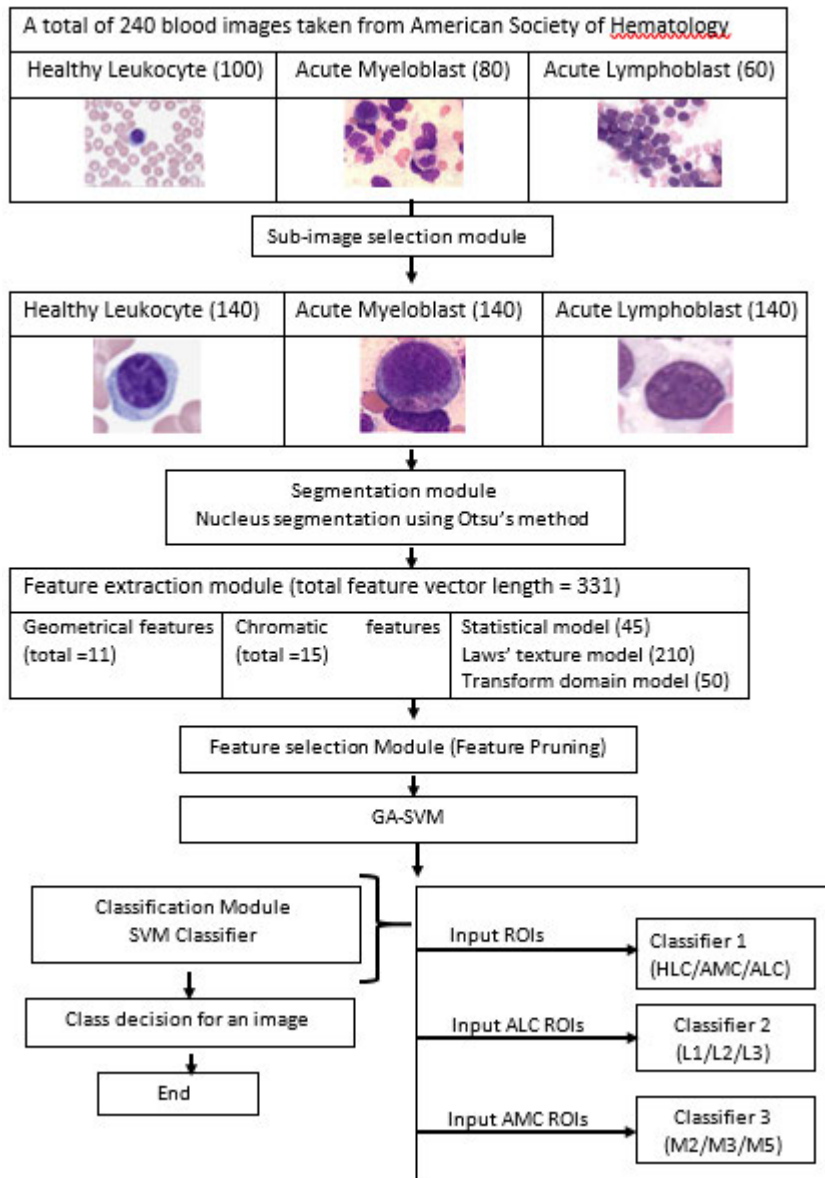 A total of 240 blood images taken from American Society of Hematology
Healthy Leukocyte (100)
Acute Myeloblast (80)
Acute Lymphoblast (60)
Sub-image selection module
Healthy Leukocyte (140)
Acute Myeloblast (140)
Acute Lymphoblast (140)
Segmentation module
Nucleus segmentation using Otsu's method
Feature extraction module (total feature vector length = 331)
Geometrical features
(total =11)
Chromatic features
(total =15)
Statistical model (45)
Laws' texture model (210)
Transform domain model (50)
Feature selection Module (Feature Pruning)
GA-SVM
Classification Module
SVM Classifier
Class decision for an image
End
Input ROIs
Classifier 1
(HLC/AMC/ALC)
Input ALC ROIs
Classifier 2
(L1/L2/L3)
Input AMC ROIs
Classifier 3
(M2/M3/M5)